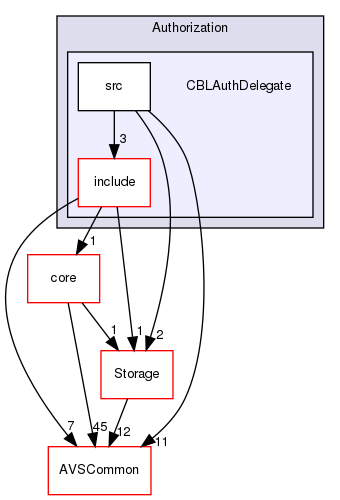 Authorization
src
CBLAuthDelegate
3
include
1
core
1
1
2
Storage
7
45
12
11
AVSCommon